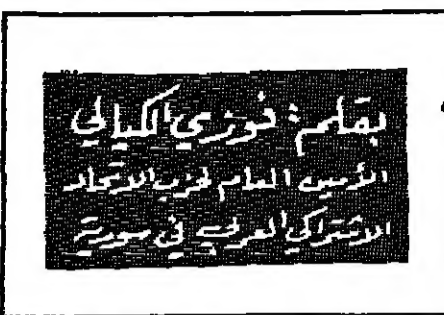 بقلم : فوزي الكيالي
الأمين العام لحزب الاتحاد
الاشتراكي العربي في سورية